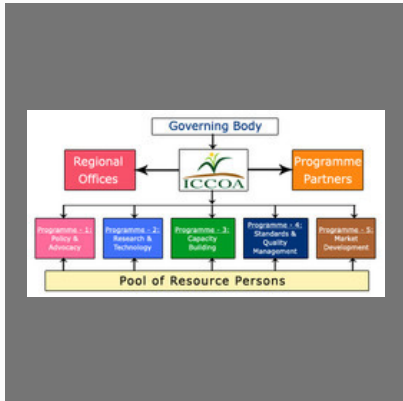 Governing Body
Regional
Offices
ICCOA
Programme
Partners
Programme - 1:
Policy &
Advocacy
Programme - 2:
Research &
Technology
Programme - 3:
Capacity
Building
Programme - 4:
Standards &
Quality
Management
Programme - 5:
Market
Development
Pool of Resource Persons